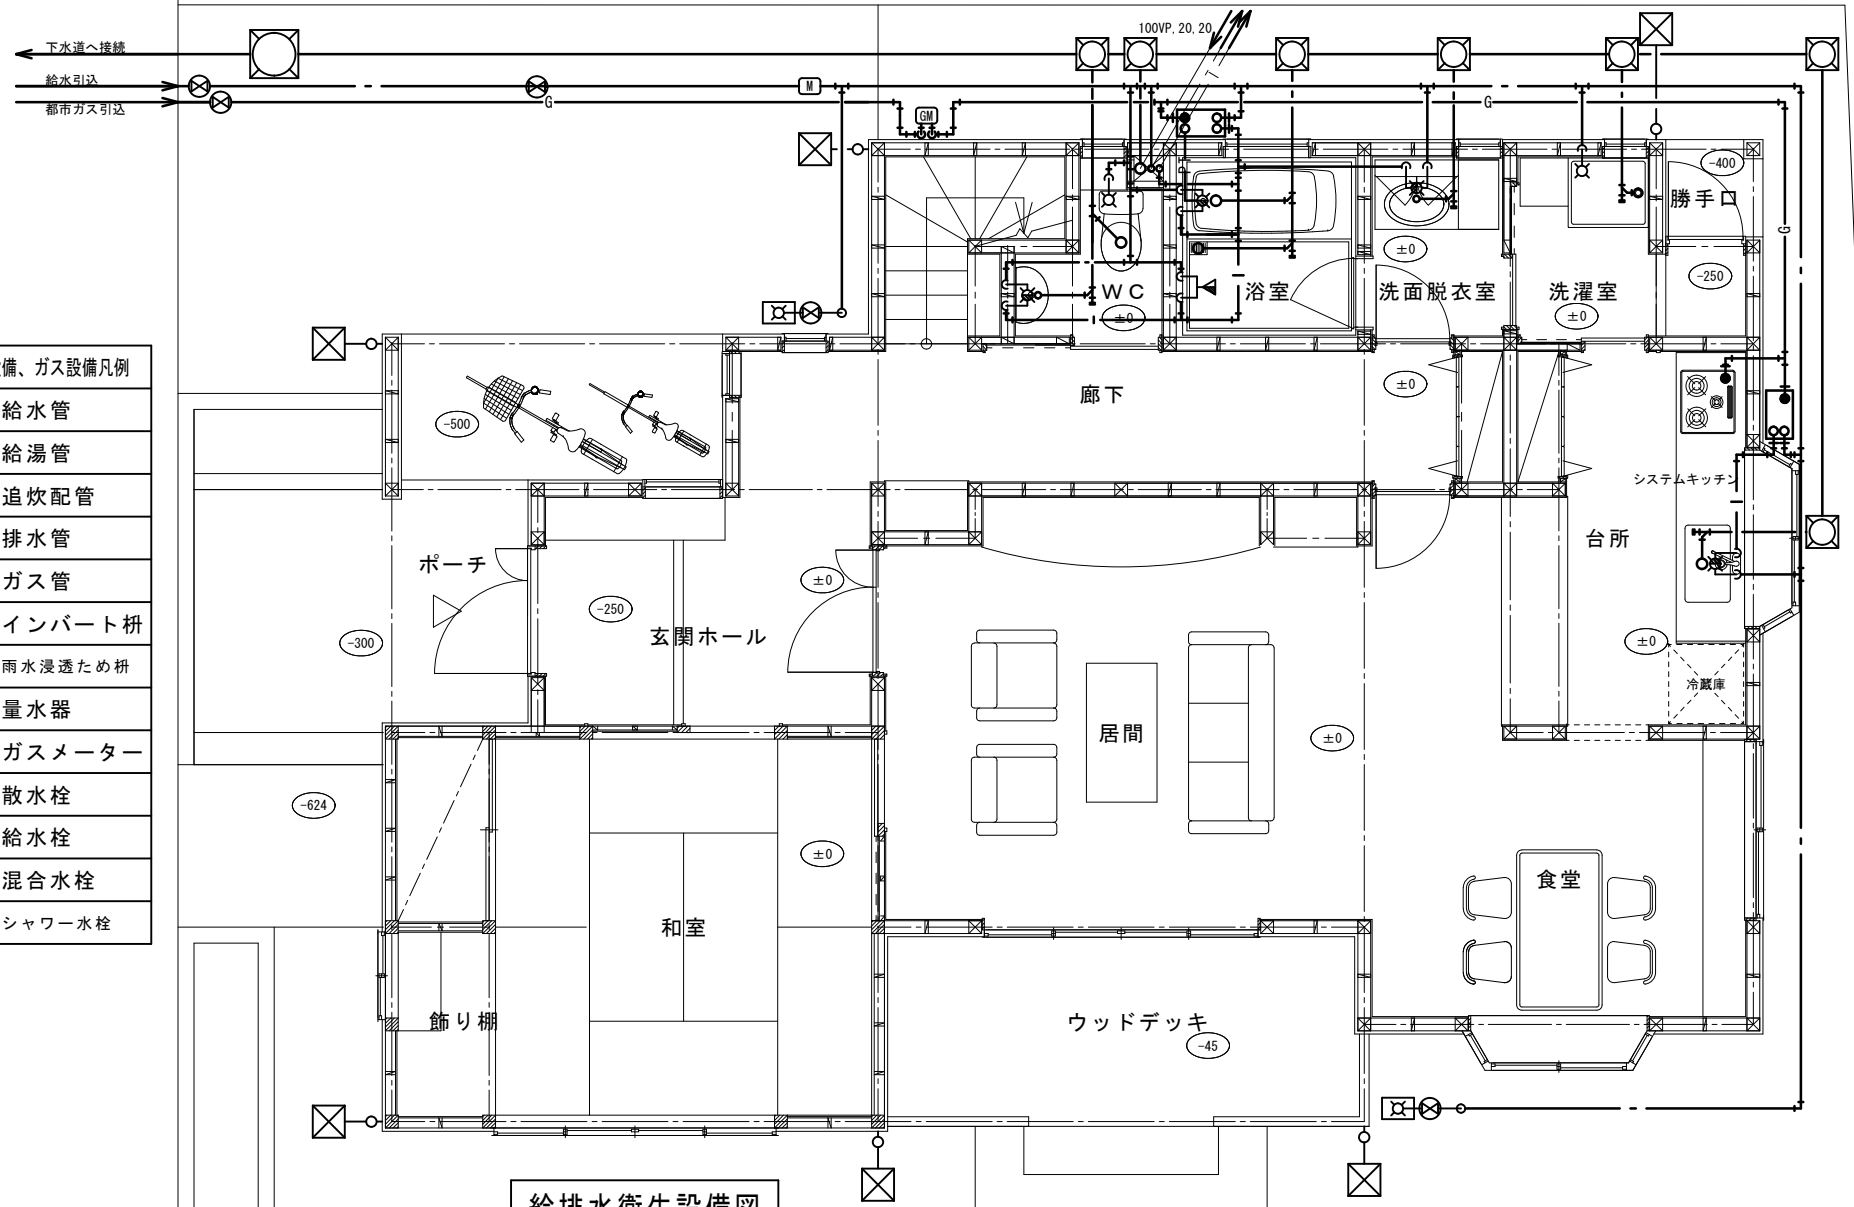 下水道へ接続
100VP, 20, 20
給水引込
M
都市ガス引込
G
GM
G
-400
勝手口
G
±0
-250
WC
±0
浴室
洗面脱衣室
洗濯室
±0
備、ガス設備凡例
給水管
給湯管
追炊配管
排水管
ガス管
インバート枡
雨水浸透ため枡
量水器
ガスメーター
散水栓
給水栓
混合水栓
シャワー水栓
廊下
±0
-500
システムキッチン
台所
ポーチ
±0
-250
玄関ホール
-300
±0
冷蔵庫
居間
±0
-624
±0
食堂
和室
飾り棚
ウッドデッキ
-45
給排水衛生設備図